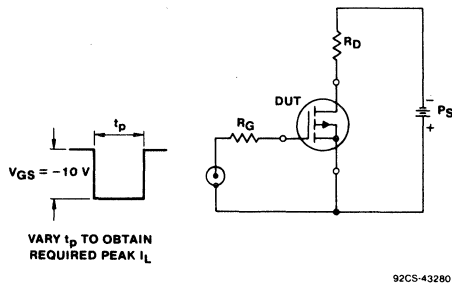 R_D
DUT
t_p
R_G
P_S
−
+
V_GS = −10 V
VARY t_p TO OBTAIN
REQUIRED PEAK I_L
92CS-43280